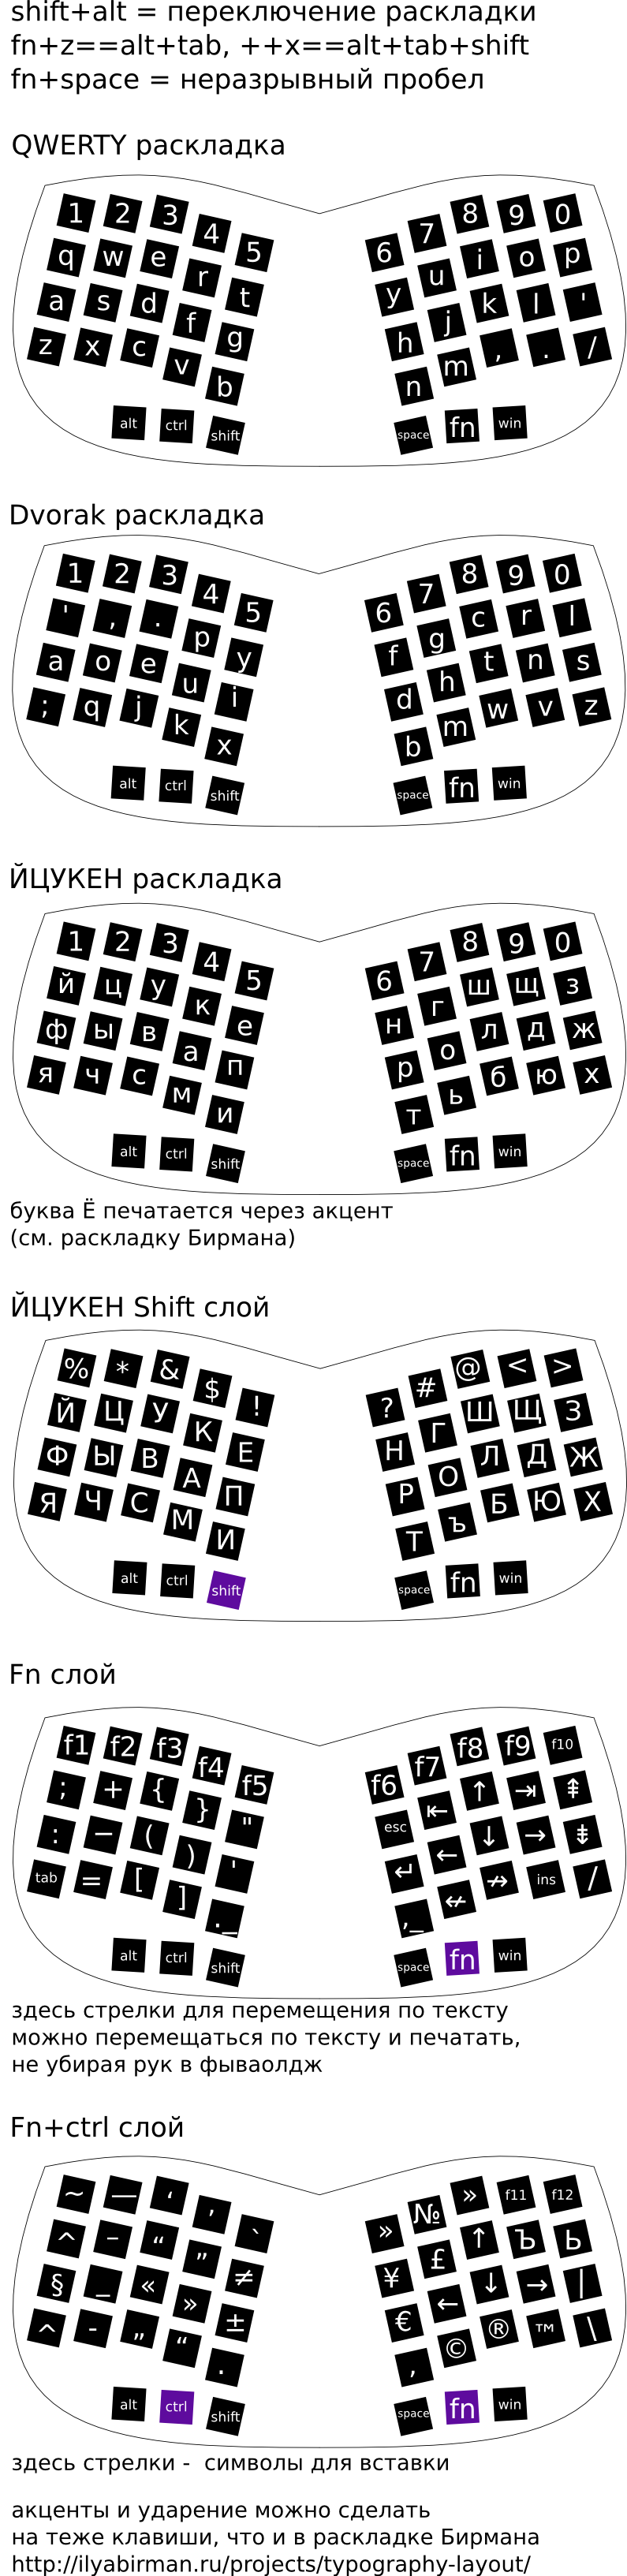 shift+alt = переключение раскладки
fn+z==alt+tab, ++x==alt+tab+shift
fn+space = неразрывный пробел
QWERTY раскладка
1 2 3 4 5 6 7 8 9 0
q w e r t y u i o p
a s d f g h j k l '
z x c v b n m , . /
alt ctrl shift space fn win
Dvorak раскладка
1 2 3 4 5 6 7 8 9 0
' , . p y f g c r l
a o e u i d h t n s
; q j k x b m w v z
alt ctrl shift space fn win
ЙЦУКЕН раскладка
1 2 3 4 5 6 7 8 9 0
й ц у к е н г ш щ з
ф ы в а п р о л д ж
я ч с м и т ь б ю х
alt ctrl shift space fn win
буква Ё печатается через акцент
(см. раскладку Бирмана)
ЙЦУКЕН Shift слой
% * & $ ! ? # @ < >
Й Ц У К Е Н Г Ш Щ З
Ф Ы В А П Р О Л Д Ж
Я Ч С М И Т ъ Б Ю Х
alt ctrl shift space fn win
Fn слой
f1 f2 f3 f4 f5 f6 f7 f8 f9 f10
; + { } " esc ⇤ ↑ ⇥ ⇞
: − ( ) ' ↵ ← ↓ → ⇟
tab = [ ] ._ ,_ ↚ ↛ ins /
alt ctrl shift space fn win
здесь стрелки для перемещения по тексту
можно перемещаться по тексту и печатать,
не убирая рук в фываолдж
Fn+ctrl слой
~ — ‘ ’ ` » № » f11 f12
^ – “ ” ≠ ¥ £ ↑ Ъ Ь
§ _ « » ± € ← ↓ → |
^ - „ “ . , © ® ™ \
alt ctrl shift space fn win
здесь стрелки - символы для вставки
акценты и ударение можно сделать
на теже клавиши, что и в раскладке Бирмана
http://ilyabirman.ru/projects/typography-layout/